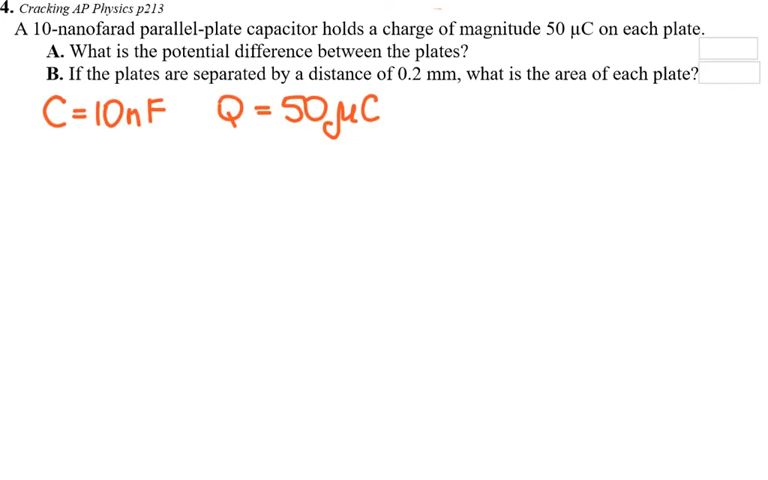 4. Cracking AP Physics p213
A 10-nanofarad parallel-plate capacitor holds a charge of magnitude 50 μC on each plate.
A. What is the potential difference between the plates?
B. If the plates are separated by a distance of 0.2 mm, what is the area of each plate?
C = 10nF Q = 50μC